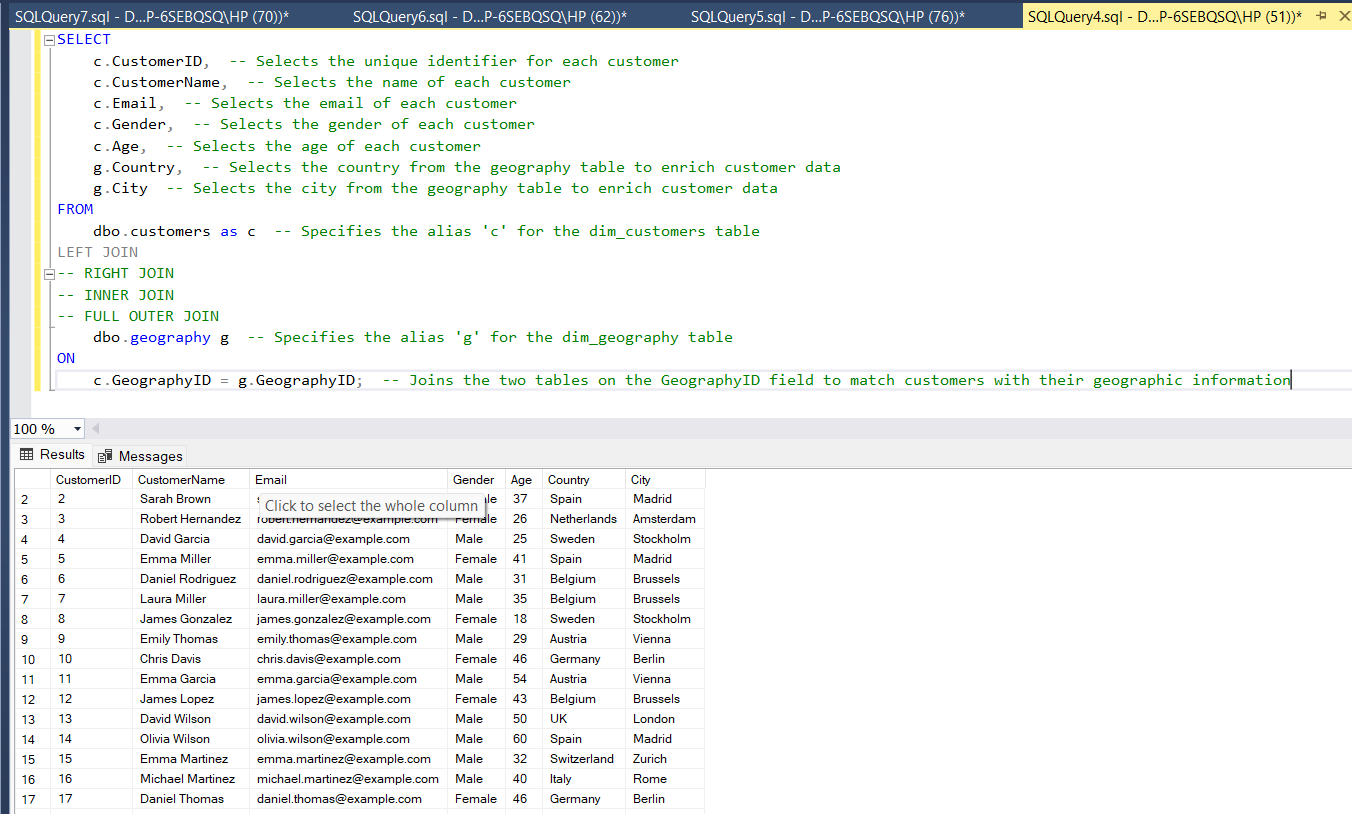 SQLQuery7.sql - D...P-6SEBQSQ\HP (70))* SQLQuery6.sql - D...P-6SEBQSQ\HP (62))* SQLQuery5.sql - D...P-6SEBQSQ\HP (76))* SQLQuery4.sql - D...P-6SEBQSQ\HP (51))*
SELECT
c.CustomerID,  -- Selects the unique identifier for each customer
c.CustomerName,  -- Selects the name of each customer
c.Email,  -- Selects the email of each customer
c.Gender,  -- Selects the gender of each customer
c.Age,  -- Selects the age of each customer
g.Country,  -- Selects the country from the geography table to enrich customer data
g.City  -- Selects the city from the geography table to enrich customer data
FROM
dbo.customers as c  -- Specifies the alias 'c' for the dim_customers table
LEFT JOIN
-- RIGHT JOIN
-- INNER JOIN
-- FULL OUTER JOIN
dbo.geography g  -- Specifies the alias 'g' for the dim_geography table
ON
c.GeographyID = g.GeographyID;  -- Joins the two tables on the GeographyID field to match customers with their geographic information
100 %
Results Messages
CustomerID CustomerName Email Gender Age Country City
2 2 Sarah Brown 37 Spain Madrid
Click to select the whole column
3 3 Robert Hernandez robert.hernandez@example.com Female 26 Netherlands Amsterdam
4 4 David Garcia david.garcia@example.com Male 25 Sweden Stockholm
5 5 Emma Miller emma.miller@example.com Female 41 Spain Madrid
6 6 Daniel Rodriguez daniel.rodriguez@example.com Male 31 Belgium Brussels
7 7 Laura Miller laura.miller@example.com Male 35 Belgium Brussels
8 8 James Gonzalez james.gonzalez@example.com Female 18 Sweden Stockholm
9 9 Emily Thomas emily.thomas@example.com Male 29 Austria Vienna
10 10 Chris Davis chris.davis@example.com Female 46 Germany Berlin
11 11 Emma Garcia emma.garcia@example.com Male 54 Austria Vienna
12 12 James Lopez james.lopez@example.com Female 43 Belgium Brussels
13 13 David Wilson david.wilson@example.com Male 50 UK London
14 14 Olivia Wilson olivia.wilson@example.com Male 60 Spain Madrid
15 15 Emma Martinez emma.martinez@example.com Male 32 Switzerland Zurich
16 16 Michael Martinez michael.martinez@example.com Male 40 Italy Rome
17 17 Daniel Thomas daniel.thomas@example.com Female 46 Germany Berlin